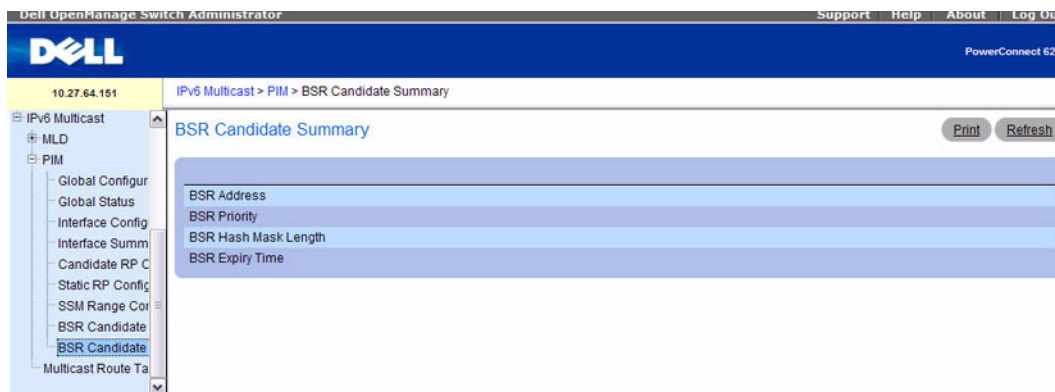 Dell OpenManage Switch Administrator
Support Help About Log Ou
DELL
PowerConnect 62
10.27.64.151
IPv6 Multicast > PIM > BSR Candidate Summary
IPv6 Multicast
MLD
PIM
Global Configur
Global Status
Interface Config
Interface Summ
Candidate RP C
Static RP Config
SSM Range Cor
BSR Candidate
BSR Candidate
Multicast Route Ta
BSR Candidate Summary
Print Refresh
BSR Address
BSR Priority
BSR Hash Mask Length
BSR Expiry Time